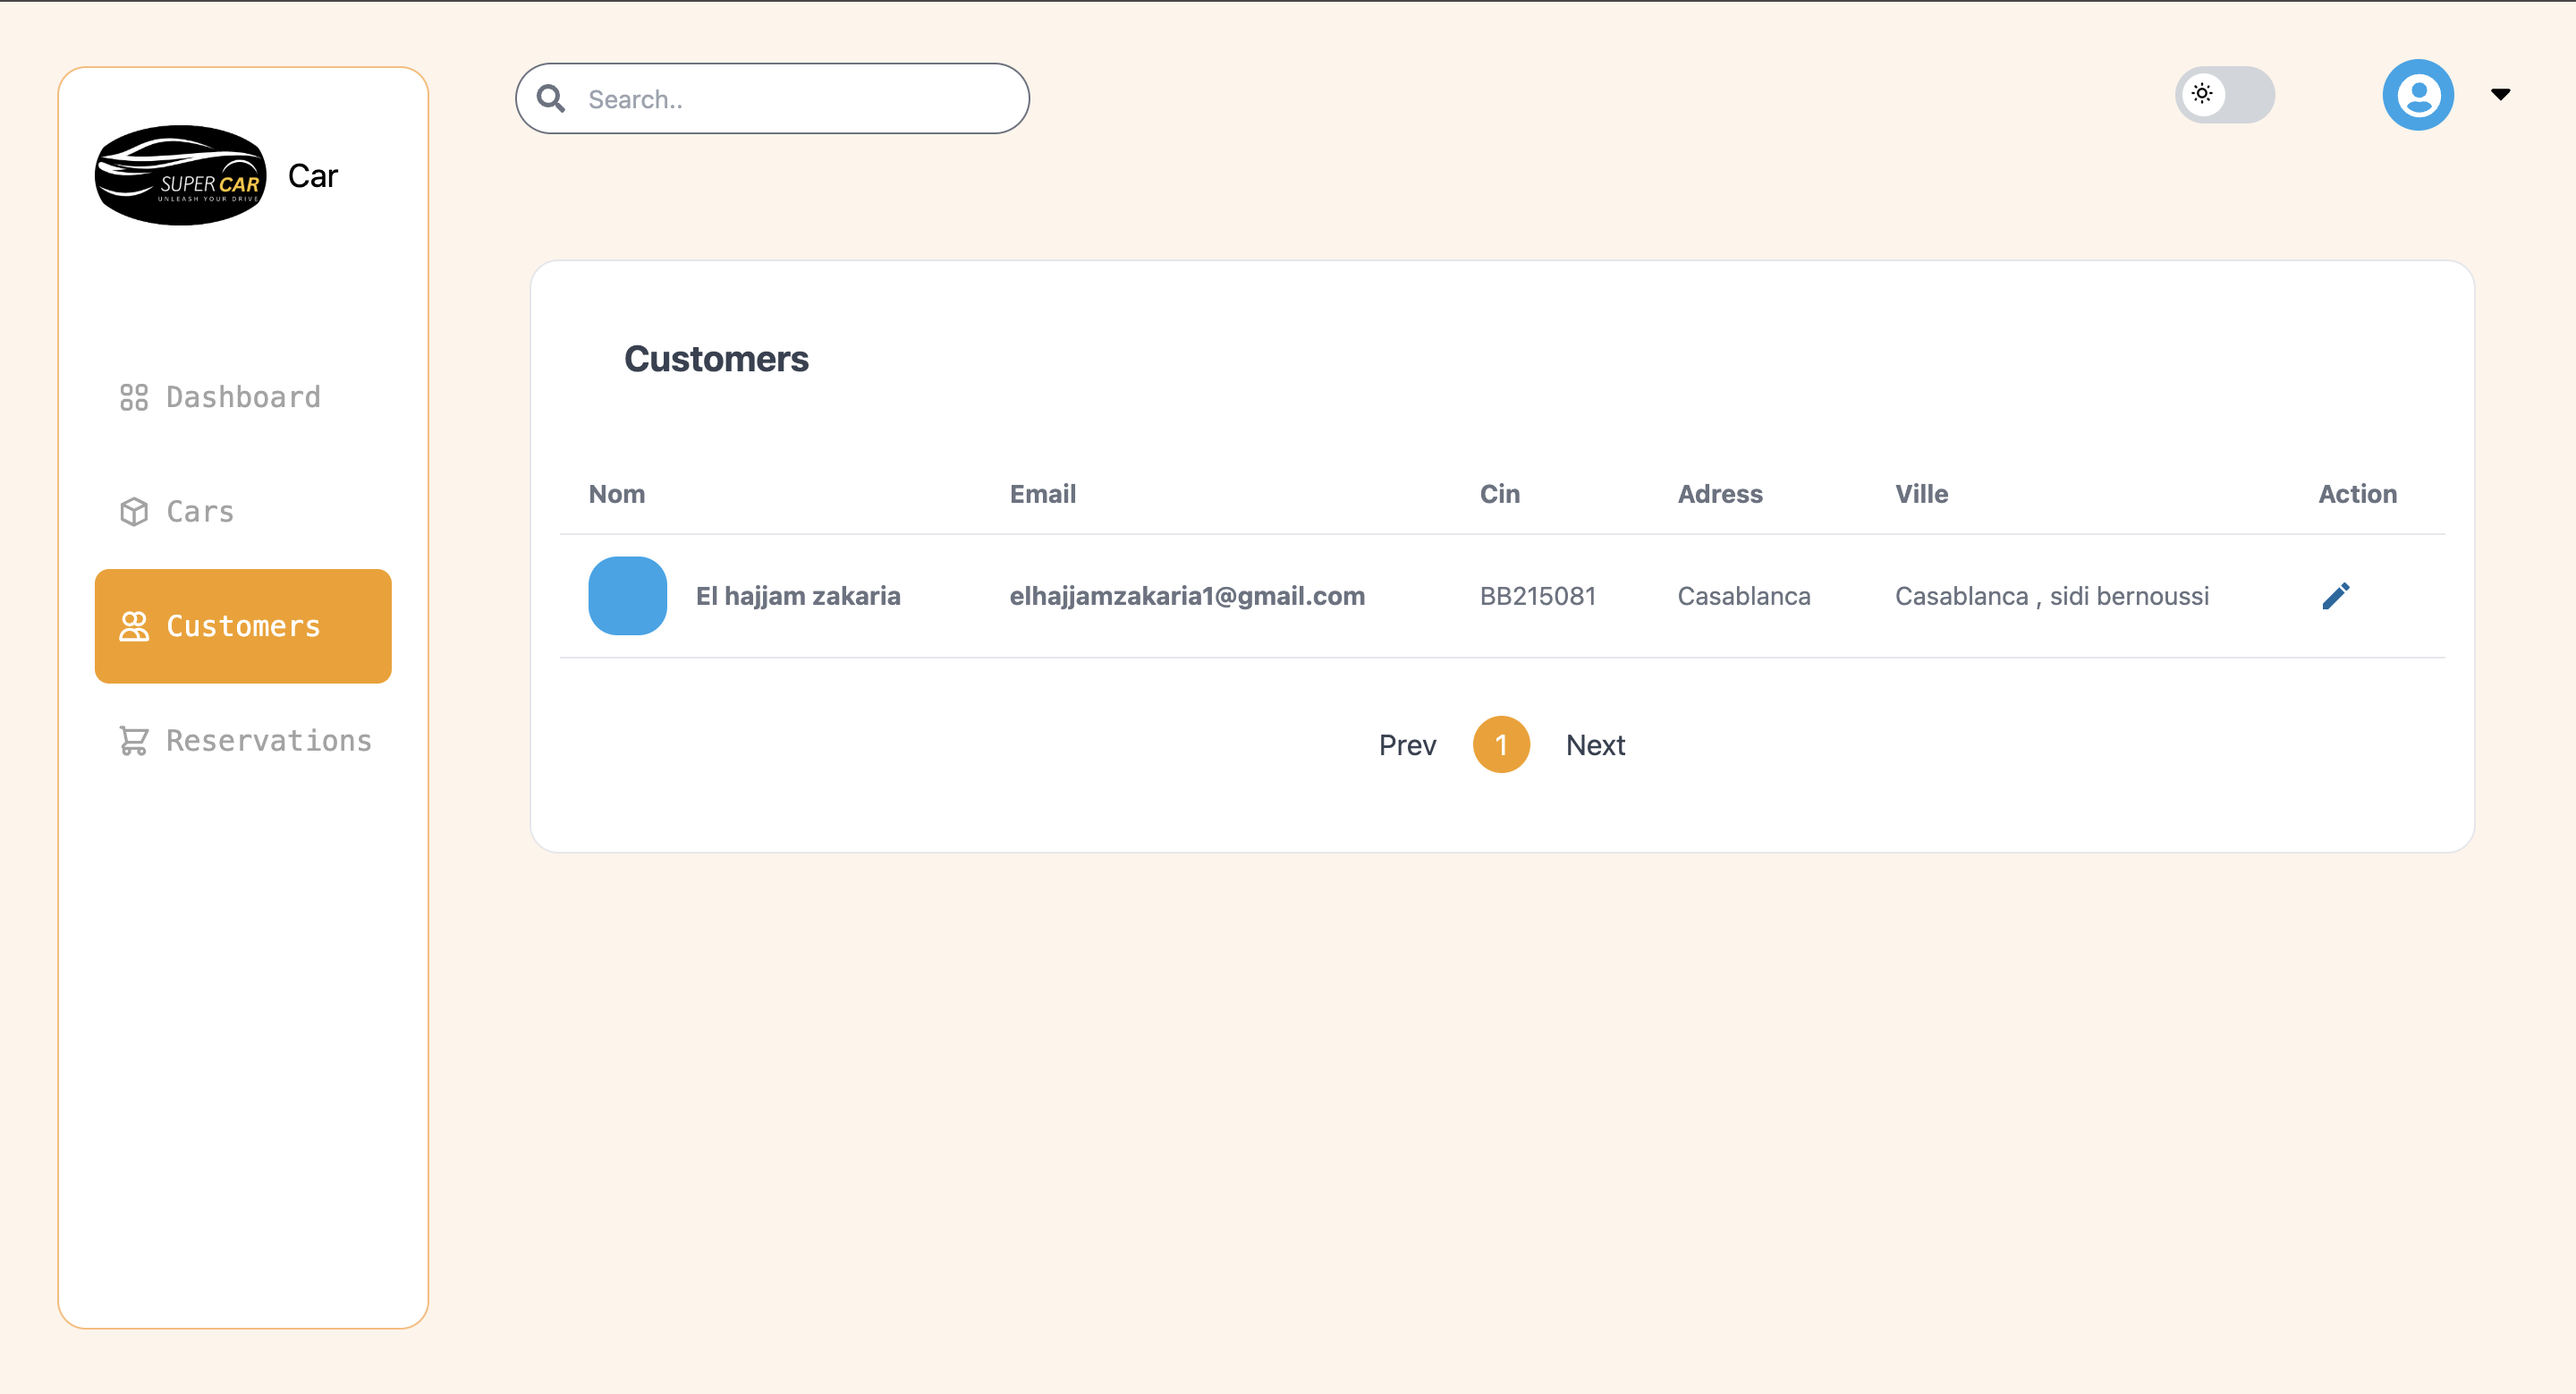 SUPER CAR
UNLEASH YOUR DRIVE
Car
Dashboard
Cars
Customers
Reservations
Search..
Customers
Nom Email Cin Adress Ville Action
El hajjam zakaria elhajjamzakaria1@gmail.com BB215081 Casablanca Casablanca , sidi bernoussi
Prev 1 Next